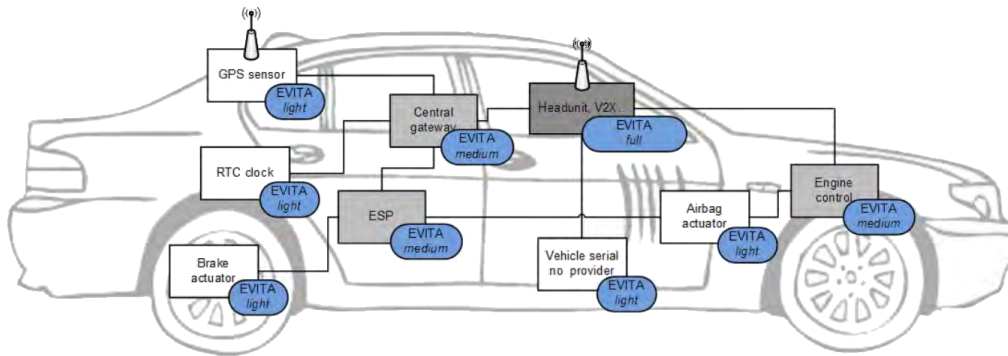 GPS sensor
EVITA
light
Central
gateway
EVITA
medium
Headunit, V2X
EVITA
full
RTC clock
EVITA
light
ESP
EVITA
medium
Airbag
actuator
EVITA
light
Engine
control
EVITA
medium
Brake
actuator
EVITA
light
Vehicle serial
no provider
EVITA
light